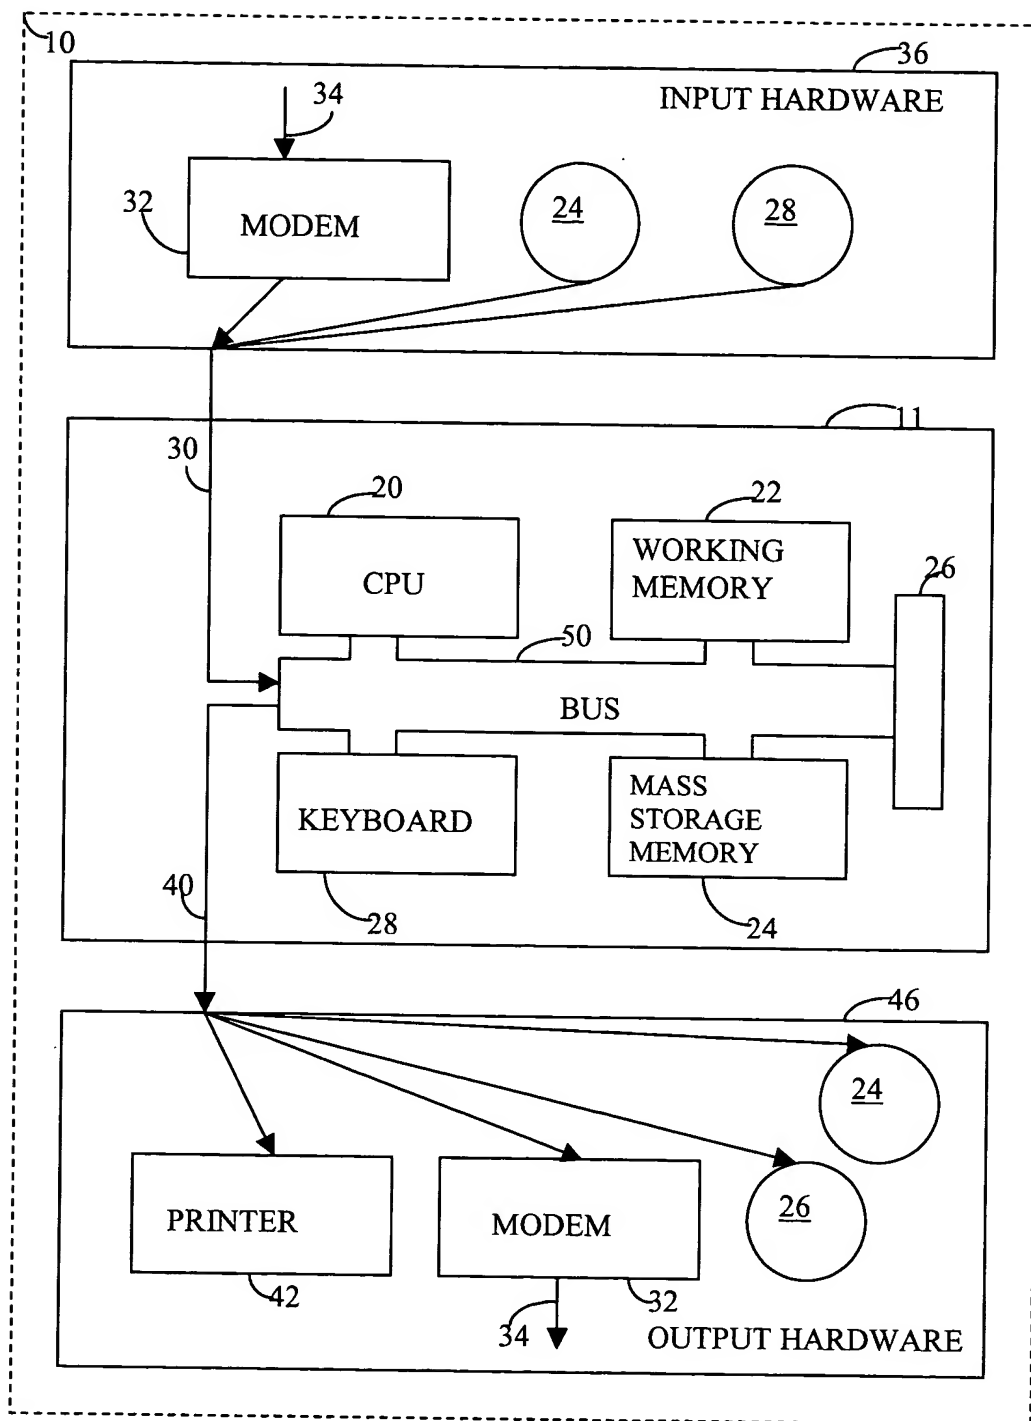 10
36
INPUT HARDWARE
34
32
MODEM
24
28
11
30
20
22
CPU
WORKING
MEMORY
26
50
BUS
KEYBOARD
MASS
STORAGE
MEMORY
40
28
24
46
24
26
PRINTER
MODEM
42
32
34
OUTPUT HARDWARE